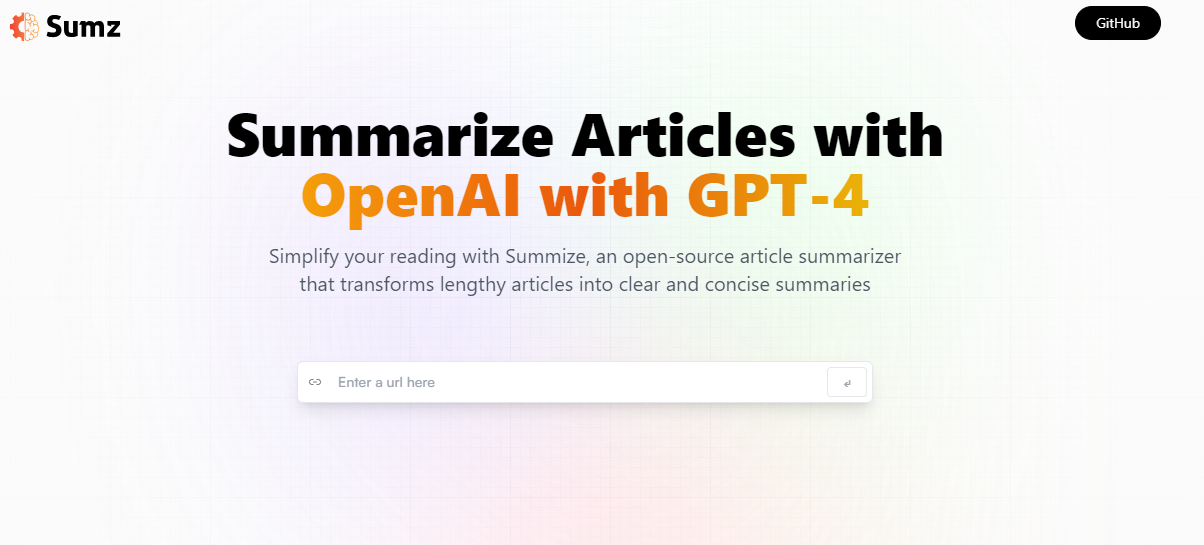 Sumz
GitHub
Summarize Articles with
OpenAI with GPT-4
Simplify your reading with Summize, an open-source article summarizer
that transforms lengthy articles into clear and concise summaries
Enter a url here